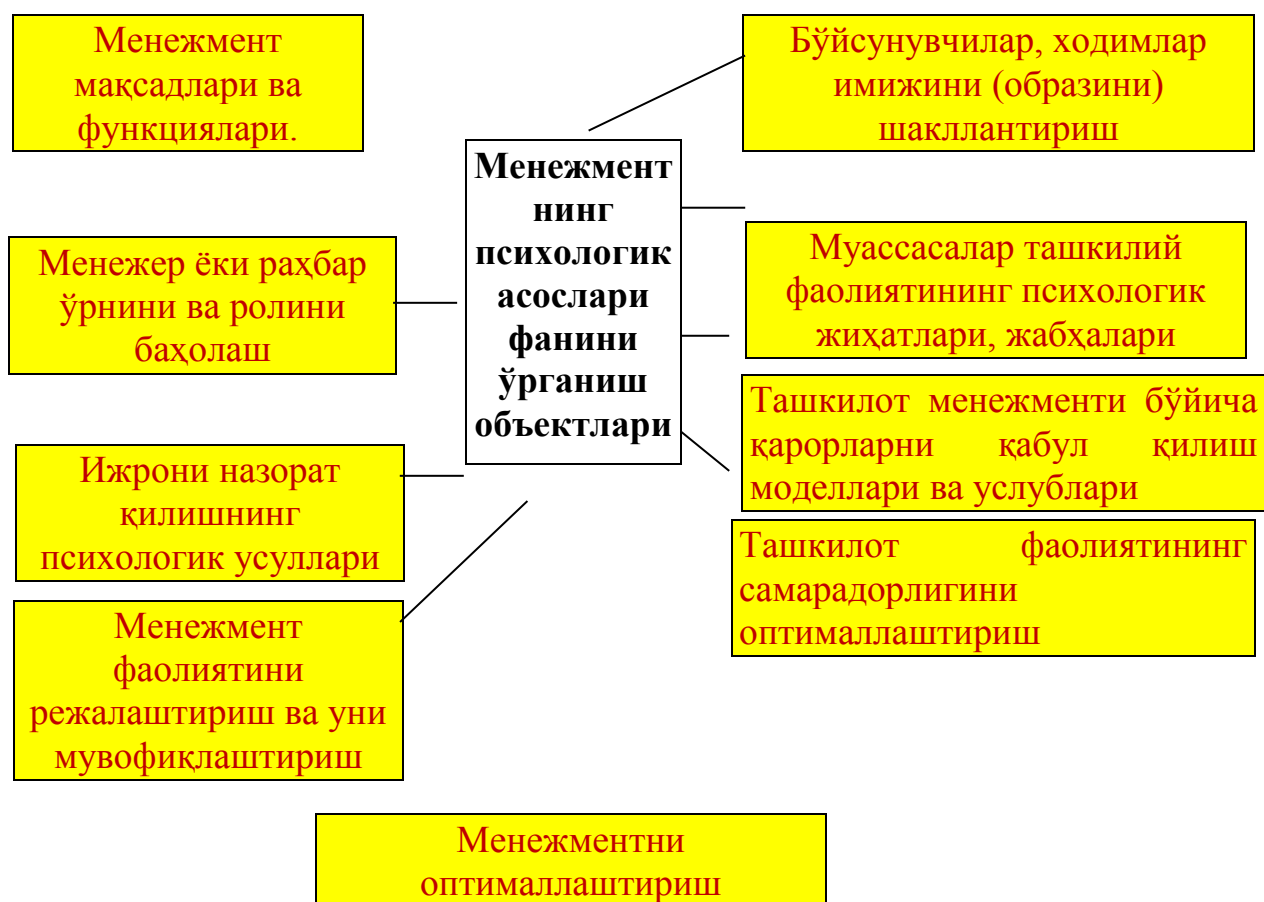 Менежмент
мақсадлари ва
функциялари.
Бўйсунувчилар, ходимлар
имижини (образини)
шакллантириш
Менежмент
нинг
психологик
асослари
фанини
ўрганиш
объектлари
Менежер ёки раҳбар
ўрнини ва ролини
баҳолаш
Муассасалар ташкилий
фаолиятининг психологик
жиҳатлари, жабҳалари
Ташкилот менежменти бўйича
қарорларни қабул қилиш
моделлари ва услублари
Ижрони назорат
қилишнинг
психологик усуллари
Ташкилот фаолиятининг
самарадорлигини
оптималлаштириш
Менежмент
фаолиятини
режалаштириш ва уни
мувофиқлаштириш
Менежментни
оптималлаштириш